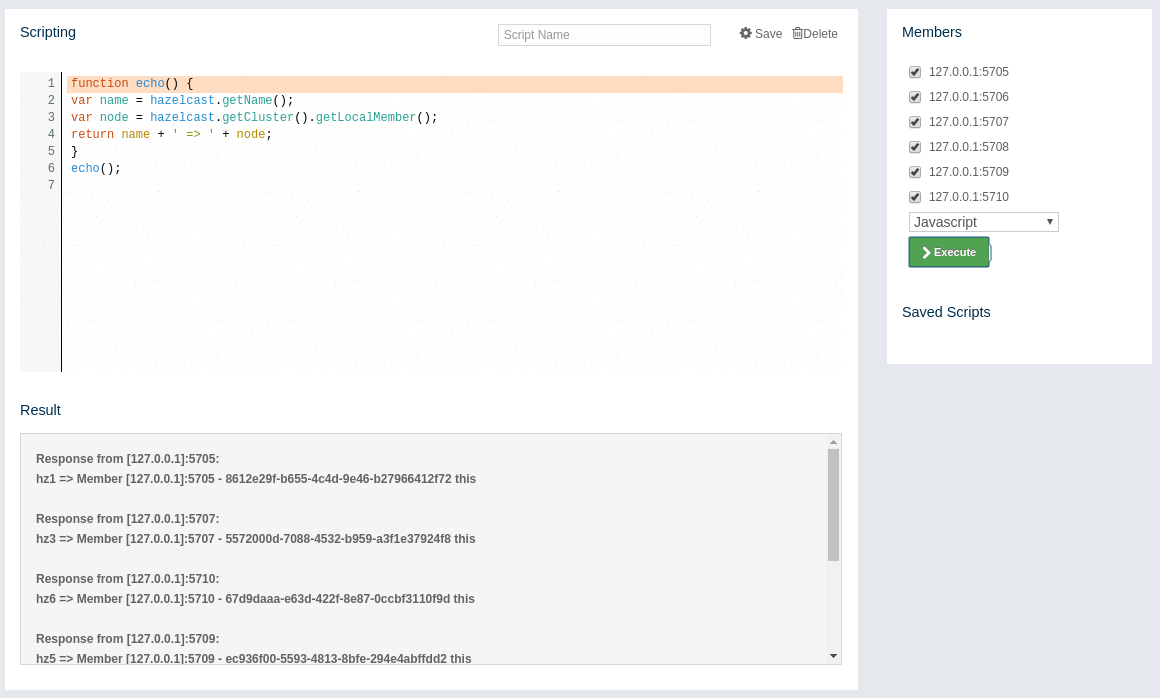 Scripting
Script Name
Save
Delete
1 function echo() {
2 var name = hazelcast.getName();
3 var node = hazelcast.getCluster().getLocalMember();
4 return name + ' => ' + node;
5 }
6 echo();
7
Result
Response from [127.0.0.1]:5705:
hz1 => Member [127.0.0.1]:5705 - 8612e29f-b655-4c4d-9e46-b27966412f72 this
Response from [127.0.0.1]:5707:
hz3 => Member [127.0.0.1]:5707 - 5572000d-7088-4532-b959-a3f1e37924f8 this
Response from [127.0.0.1]:5710:
hz6 => Member [127.0.0.1]:5710 - 67d9daaa-e63d-422f-8e87-0ccbf3110f9d this
Response from [127.0.0.1]:5709:
hz5 => Member [127.0.0.1]:5709 - ec936f00-5593-4813-8bfe-294e4abffdd2 this
Members
127.0.0.1:5705
127.0.0.1:5706
127.0.0.1:5707
127.0.0.1:5708
127.0.0.1:5709
127.0.0.1:5710
Javascript
Execute
Saved Scripts